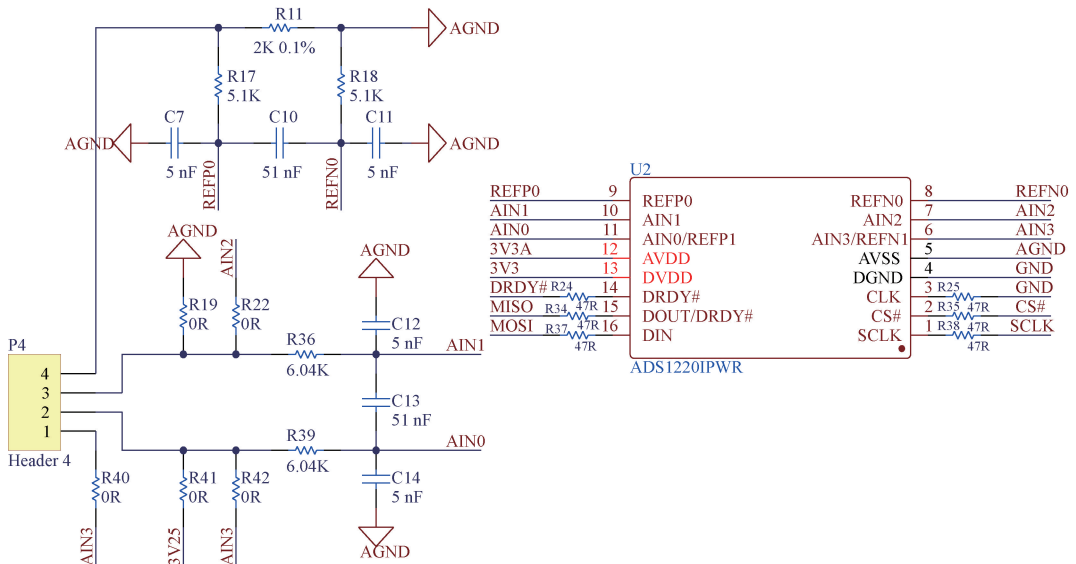 R11
AGND
2K 0.1%
R17
5.1K
R18
5.1K
C7
C10
C11
AGND
AGND
5 nF
51 nF
5 nF
REFP0
REFN0
AGND
AIN2
AGND
R19
0R
R22
0R
C12
5 nF
R36
6.04K
AIN1
P4
4
3
2
1
Header 4
C13
51 nF
R39
6.04K
AIN0
R40
0R
R41
0R
R42
0R
C14
5 nF
AIN3
3V25
AIN3
AGND
U2
REFP0 9 REFP0 REFN0 8 REFN0
AIN1 10 AIN1 AIN2 7 AIN2
AIN0 11 AIN0/REFP1 AIN3/REFN1 6 AIN3
3V3A 12 AVDD AVSS 5 AGND
3V3 13 DVDD DGND 4 GND
DRDY# R24 47R 14 DRDY# CLK 3 R25 47R GND
MISO R34 47R 15 DOUT/DRDY# CS# 2 R35 47R CS#
MOSI R37 47R 16 DIN SCLK 1 R38 47R SCLK
ADS1220IPWR